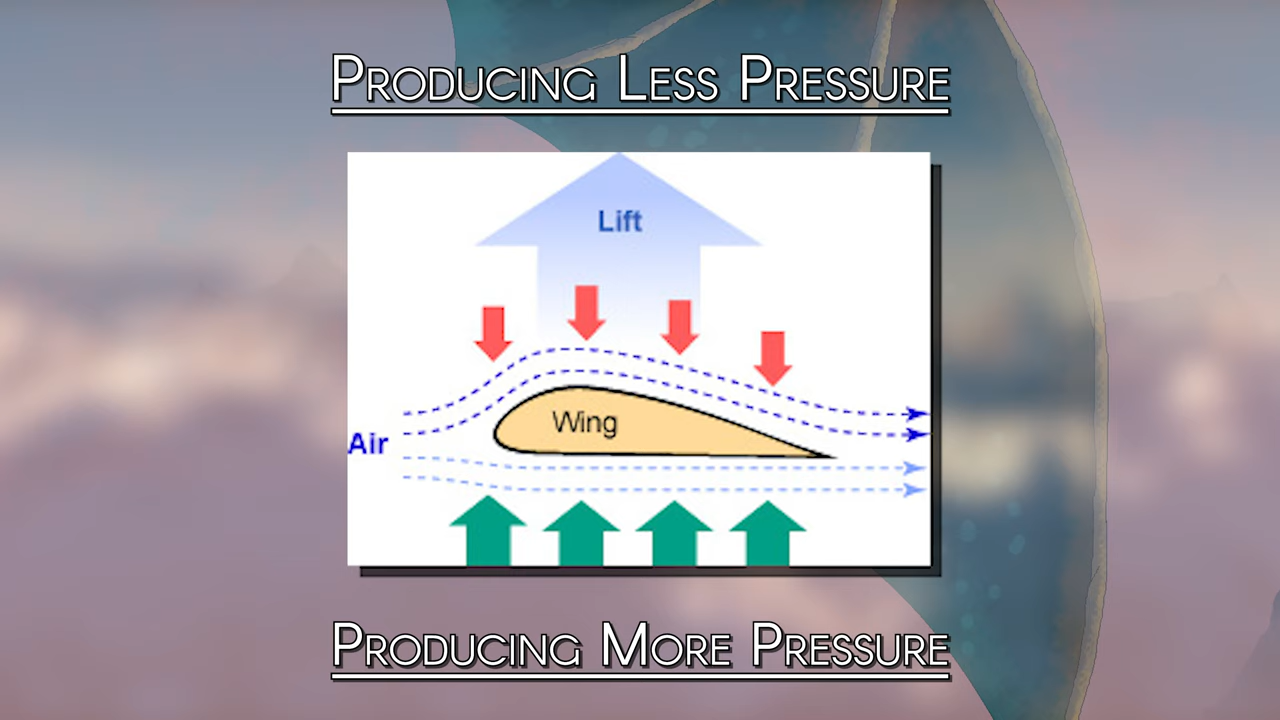 Producing Less Pressure
Lift
Wing
Air
Producing More Pressure